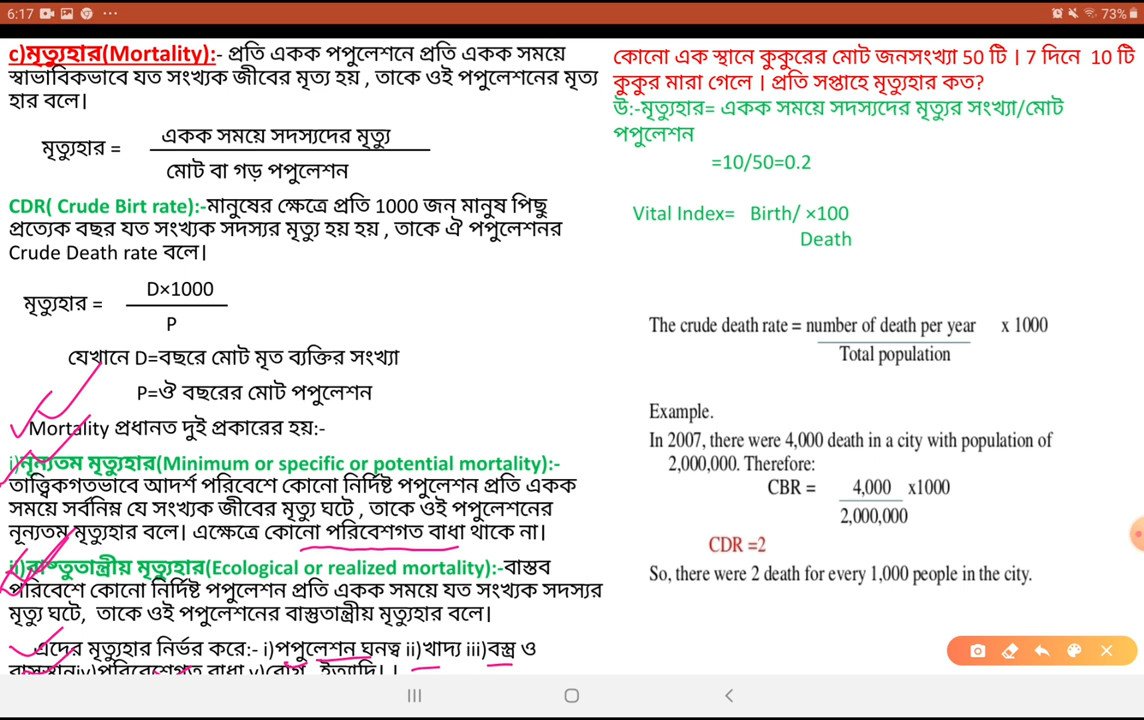 6:17
73%
c)মৃত্যুহার(Mortality):- প্রতি একক পপুলেশনে প্রতি একক সময়ে
স্বাভাবিকভাবে যত সংখ্যক জীবের মৃত্য হয় , তাকে ওই পপুলেশনের মৃত্য
হার বলে।
মৃত্যুহার = একক সময়ে সদস্যদের মৃত্যু
মোট বা গড় পপুলেশন
CDR( Crude Birt rate):-মানুষের ক্ষেত্রে প্রতি 1000 জন মানুষ পিছু
প্রত্যেক বছর যত সংখ্যক সদস্যর মৃত্যু হয় হয় , তাকে ঐ পপুলেশনর
Crude Death rate বলে।
মৃত্যুহার = D×1000
P
যেখানে D=বছরে মোট মৃত ব্যক্তির সংখ্যা
P=ঔ বছরের মোট পপুলেশন
Mortality প্রধানত দুই প্রকারের হয়:-
i)নূন্যতম মৃত্যুহার(Minimum or specific or potential mortality):-
তাত্ত্বিকগতভাবে আদর্শ পরিবেশে কোনো নির্দিষ্ট পপুলেশন প্রতি একক
সময়ে সর্বনিম্ন যে সংখ্যক জীবের মৃত্যু ঘটে , তাকে ওই পপুলেশনের
নূন্যতম মৃত্যুহার বলে। এক্ষেত্রে কোনো পরিবেশগত বাধা থাকে না।
ii)বাস্তুতান্ত্রীয় মৃত্যুহার(Ecological or realized mortality):-বাস্তব
পরিবেশে কোনো নির্দিষ্ট পপুলেশন প্রতি একক সময়ে যত সংখ্যক সদস্যর
মৃত্যু ঘটে, তাকে ওই পপুলেশনের বাস্তুতান্ত্রীয় মৃত্যুহার বলে।
এদের মৃত্যুহার নির্ভর করে:- i)পপুলেশন ঘনত্ব ii)খাদ্য iii)বস্ত্র ও
বাসস্থানiv)পরিবেশগত বাধা v)রোগ ইত্যাদি।।
কোনো এক স্থানে কুকুরের মোট জনসংখ্যা 50 টি । 7 দিনে 10 টি
কুকুর মারা গেলে । প্রতি সপ্তাহে মৃত্যুহার কত?
উ:-মৃত্যুহার= একক সময়ে সদস্যদের মৃত্যুর সংখ্যা/মোট
পপুলেশন
=10/50=0.2
Vital Index= Birth/ ×100
Death
The crude death rate = number of death per year x 1000
Total population
Example.
In 2007, there were 4,000 death in a city with population of
2,000,000. Therefore:
CBR = 4,000 x1000
2,000,000
CDR =2
So, there were 2 death for every 1,000 people in the city.